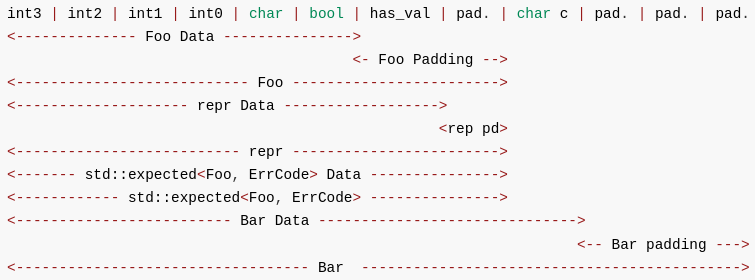 int3 | int2 | int1 | int0 | char | bool | has_val | pad. | char c | pad. | pad. | pad.
<-------------- Foo Data --------------->
                                        <- Foo Padding -->
<--------------------------- Foo ------------------------>
<-------------------- repr Data ------------------>
                                                  <rep pd>
<-------------------------- repr ------------------------>
<------- std::expected<Foo, ErrCode> Data --------------->
<------------ std::expected<Foo, ErrCode> --------------->
<------------------------- Bar Data ------------------------------>
                                                                  <-- Bar padding --->
<---------------------------------- Bar  -------------------------------------------->